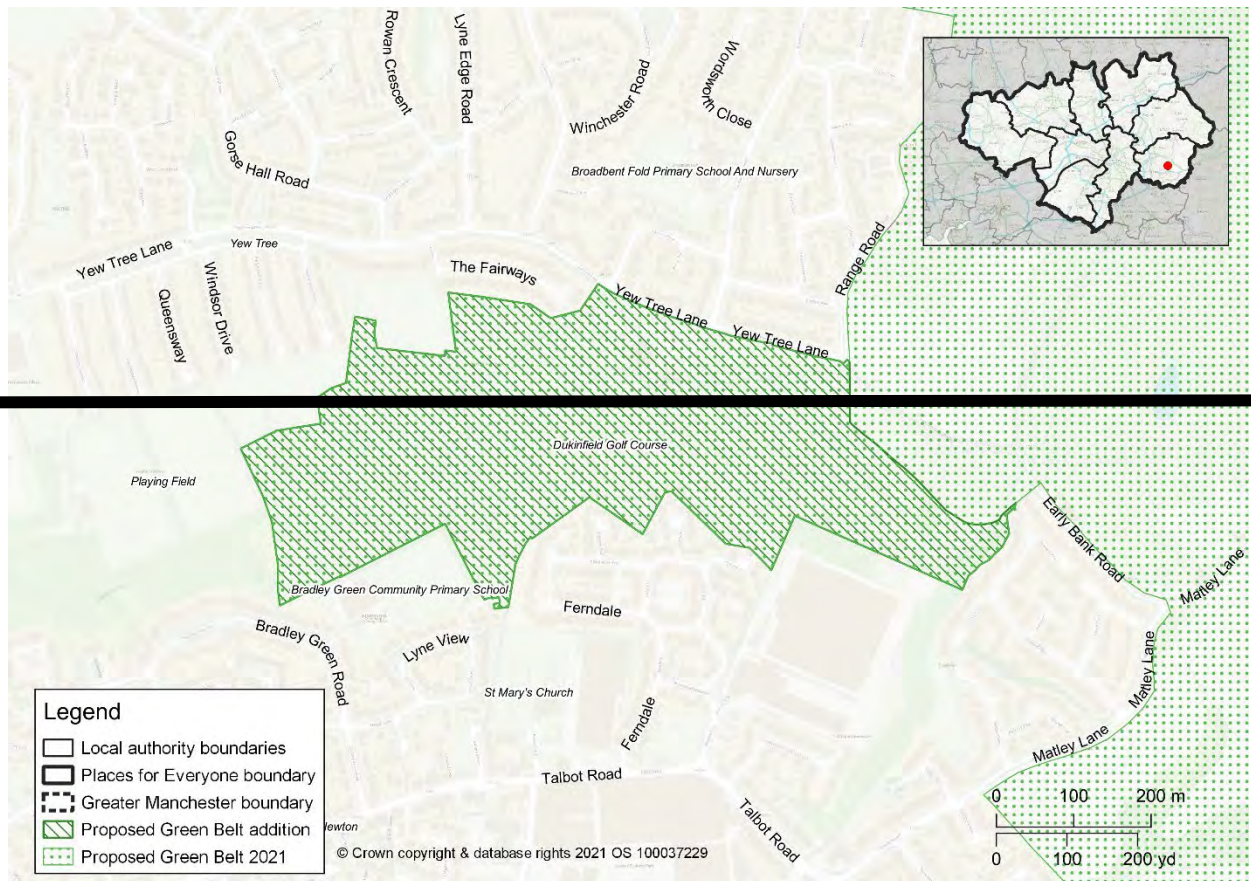 Rowan Crescent
Lyne Edge Road
Winchester Road
Wordsworth Close
Gorse Hall Road
Broadbent Fold Primary School And Nursery
Range Road
Yew Tree Lane
Yew Tree
The Fairways
Windsor Drive
Queensway
Yew Tree Lane
Yew Tree Lane
Dukinfield Golf Course
Playing Field
Early Bank Road
Matley Lane
Bradley Green Community Primary School
Ferndale
Bradley Green Road
Lyne View
St Mary's Church
Matley Lane
Ferndale
Matley Lane
Talbot Road
Talbot Road
Legend
Local authority boundaries
Places for Everyone boundary
Greater Manchester boundary
Proposed Green Belt addition
Proposed Green Belt 2021
© Crown copyright & database rights 2021 OS 100037229
0 100 200 m
0 100 200 yd